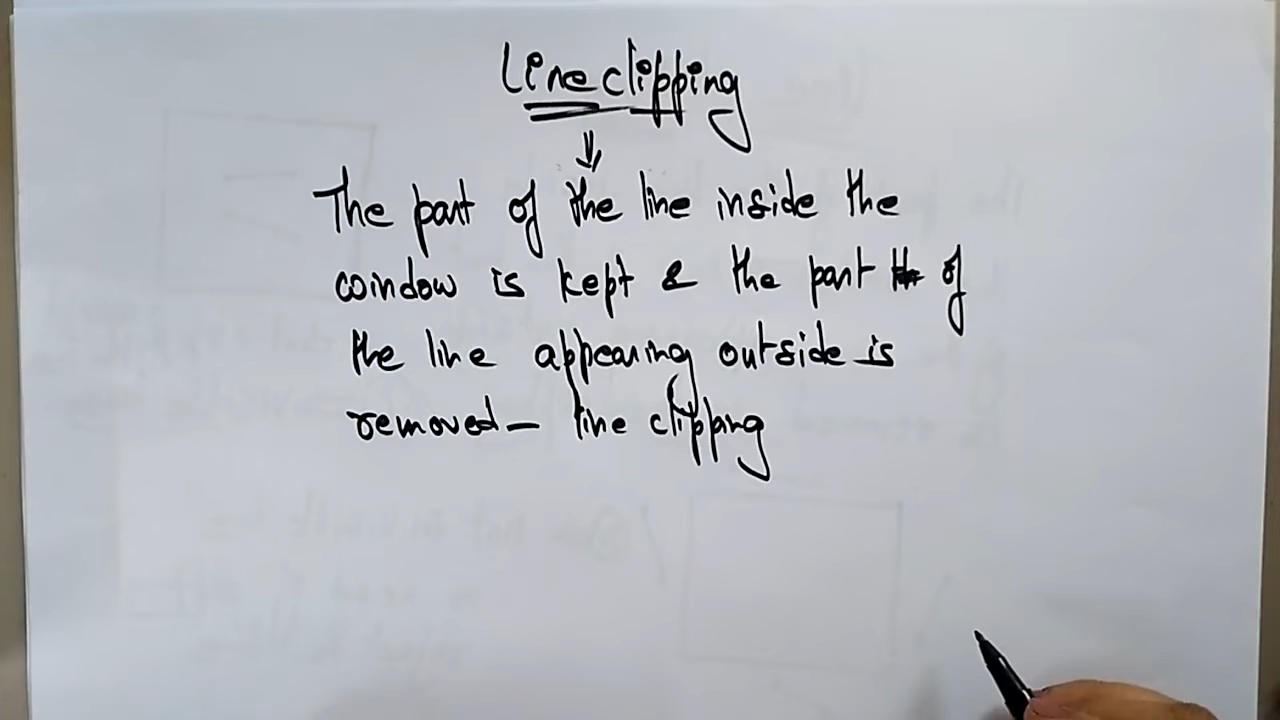 Line clipping
The part of the line inside the
window is kept & the part of
the line appearing outside is
removed - line clipping